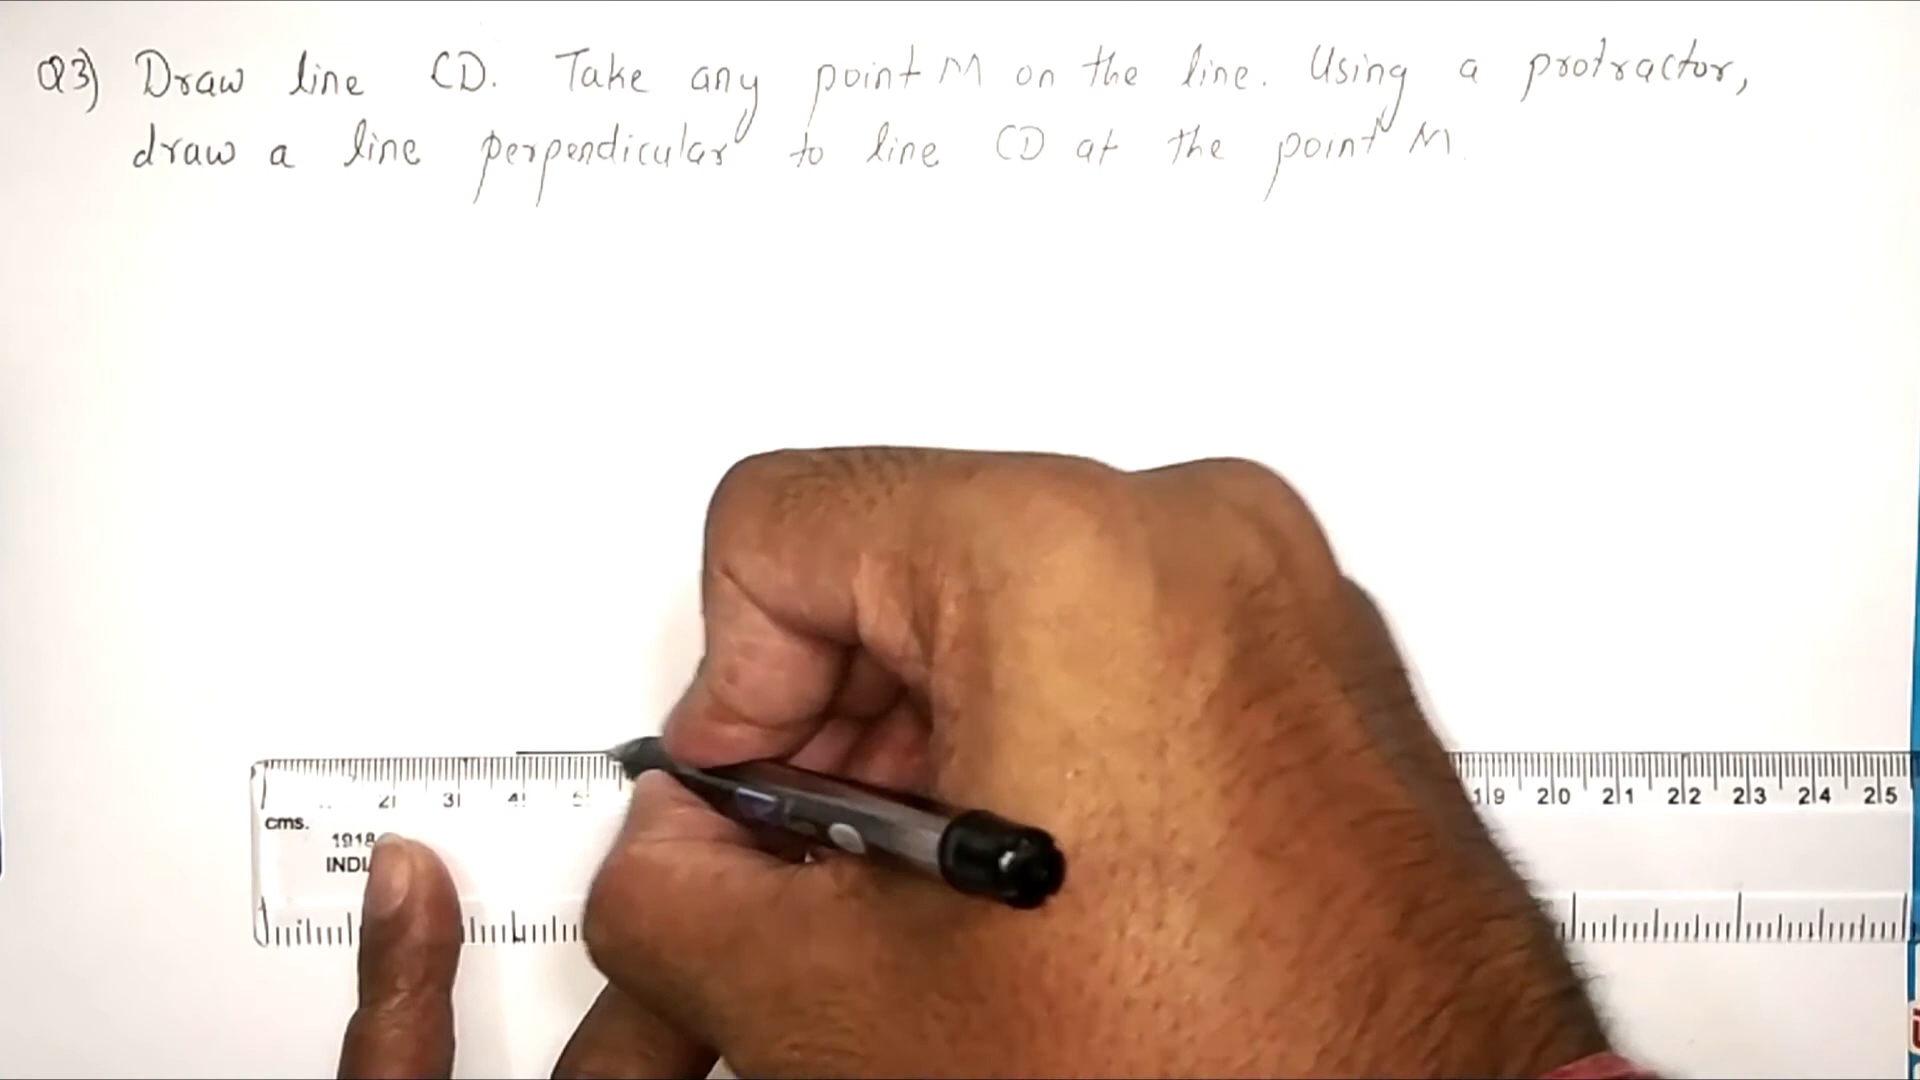 Q3) Draw line CD. Take any point M on the line. Using a protractor,
draw a line perpendicular to line CD at the point M.
2 3 4 5 19 20 21 22 23 24 25
cms.
1918